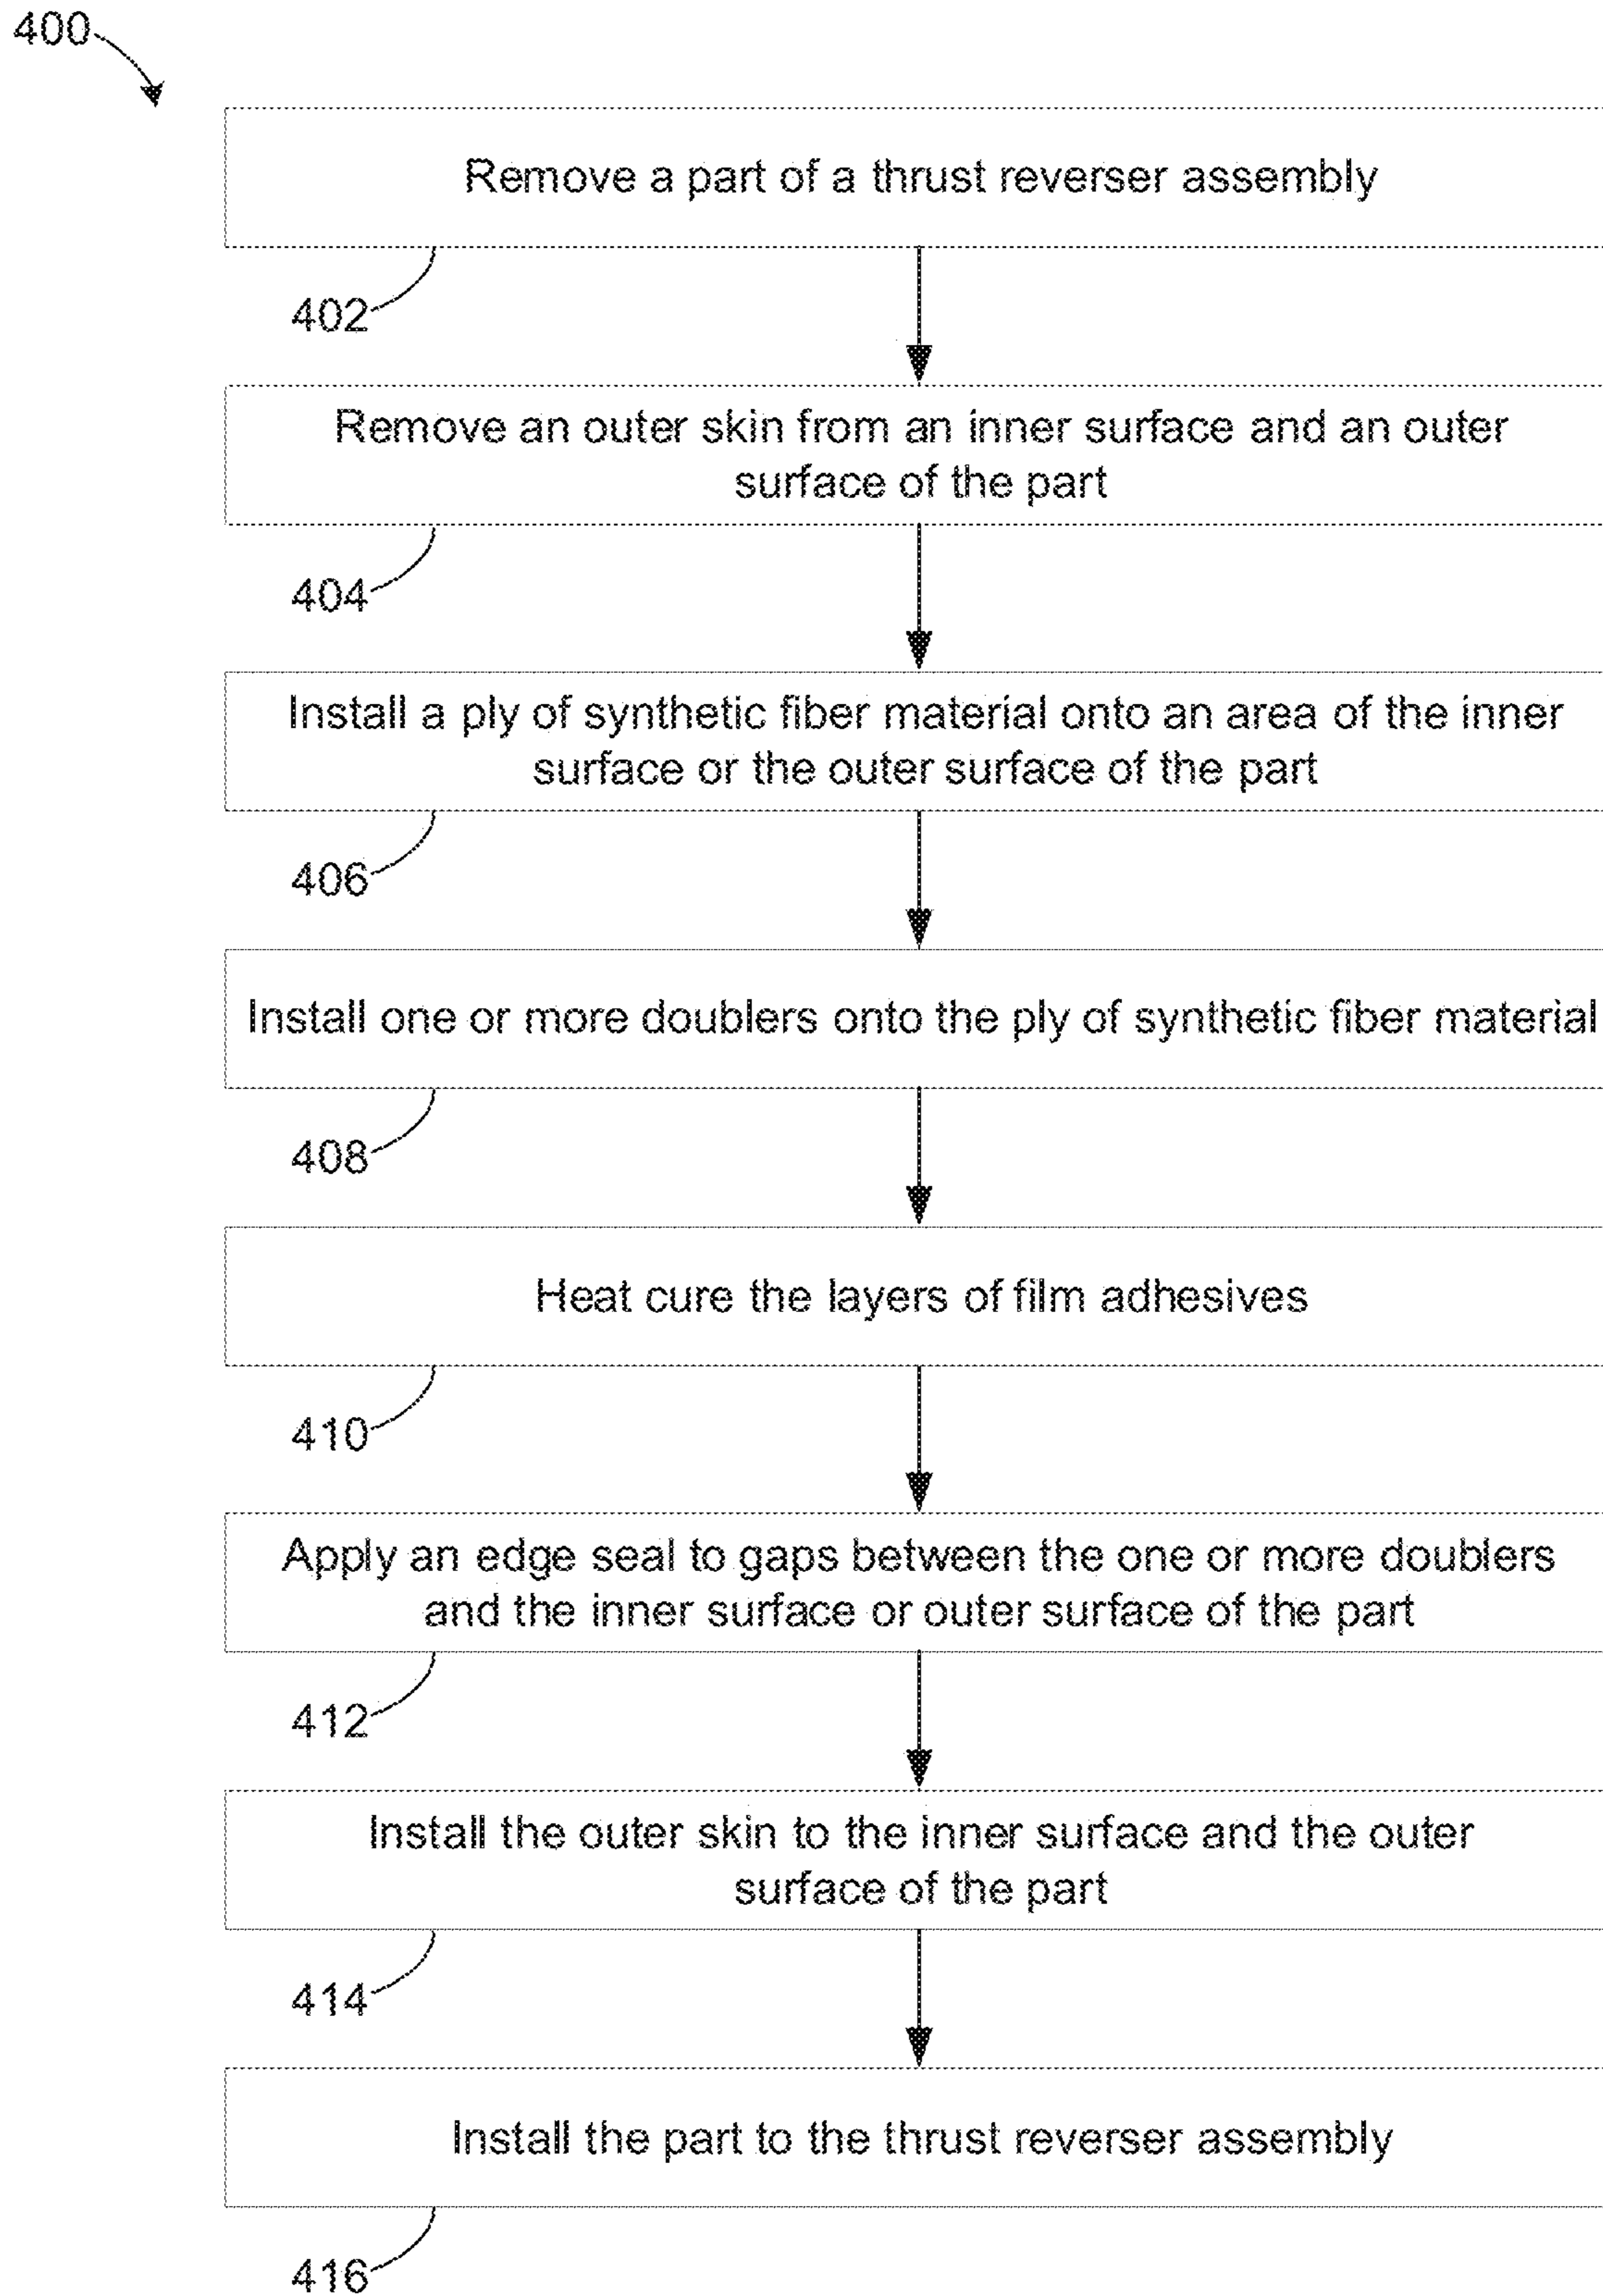 400
Remove a part of a thrust reverser assembly
402
Remove an outer skin from an inner surface and an outer
surface of the part
404
Install a ply of synthetic fiber material onto an area of the inner
surface or the outer surface of the part
406
Install one or more doublers onto the ply of synthetic fiber material
408
Heat cure the layers of film adhesives
410
Apply an edge seal to gaps between the one or more doublers
and the inner surface or outer surface of the part
412
Install the outer skin to the inner surface and the outer
surface of the part
414
Install the part to the thrust reverser assembly
416